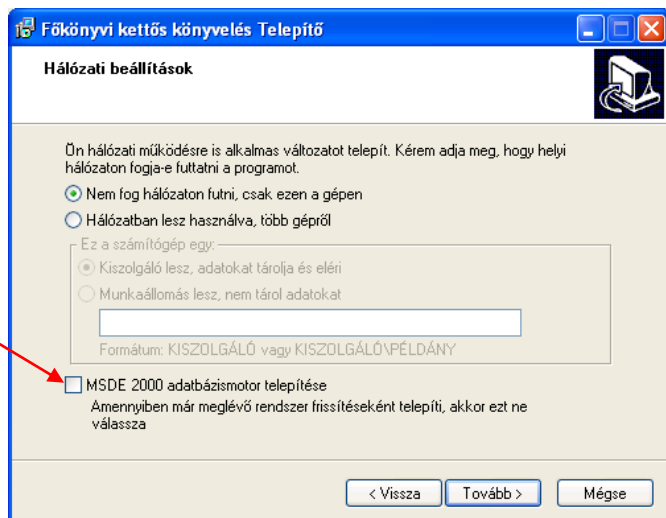 Főkönyvi kettős könyvelés Telepítő
Hálózati beállítások
Ön hálózati működésre is alkalmas változatot telepít. Kérem adja meg, hogy helyi
hálózaton fogja-e futtatni a programot.
Nem fog hálózaton futni, csak ezen a gépen
Hálózatban lesz használva, több gépről
Ez a számítógép egy:
Kiszolgáló lesz, adatokat tárolja és eléri
Munkaállomás lesz, nem tárol adatokat
Formátum: KISZOLGÁLÓ vagy KISZOLGÁLÓ\PÉLDÁNY
MSDE 2000 adatbázismotor telepítése
Amennyiben már meglévő rendszer frissítéseként telepíti, akkor ezt ne
válassza
< Vissza Tovább > Mégse